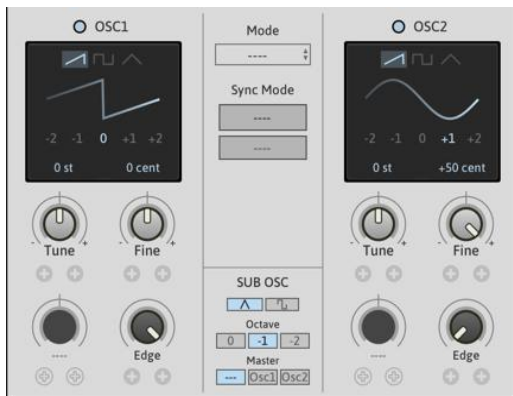 OSC1
-2 -1 0 +1 +2
0 st 0 cent
- + - +
Tune Fine
----
Edge
Mode
----
Sync Mode
----
----
SUB OSC
Octave
0 -1 -2
Master
--- Osc1 Osc2
OSC2
-2 -1 0 +1 +2
0 st +50 cent
- + - +
Tune Fine
----
Edge